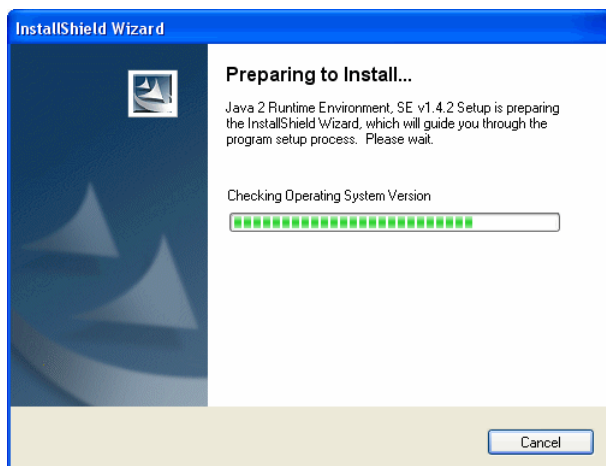 InstallShield Wizard
Preparing to Install...
Java 2 Runtime Environment, SE v1.4.2 Setup is preparing
the InstallShield Wizard, which will guide you through the
program setup process. Please wait.
Checking Operating System Version
Cancel